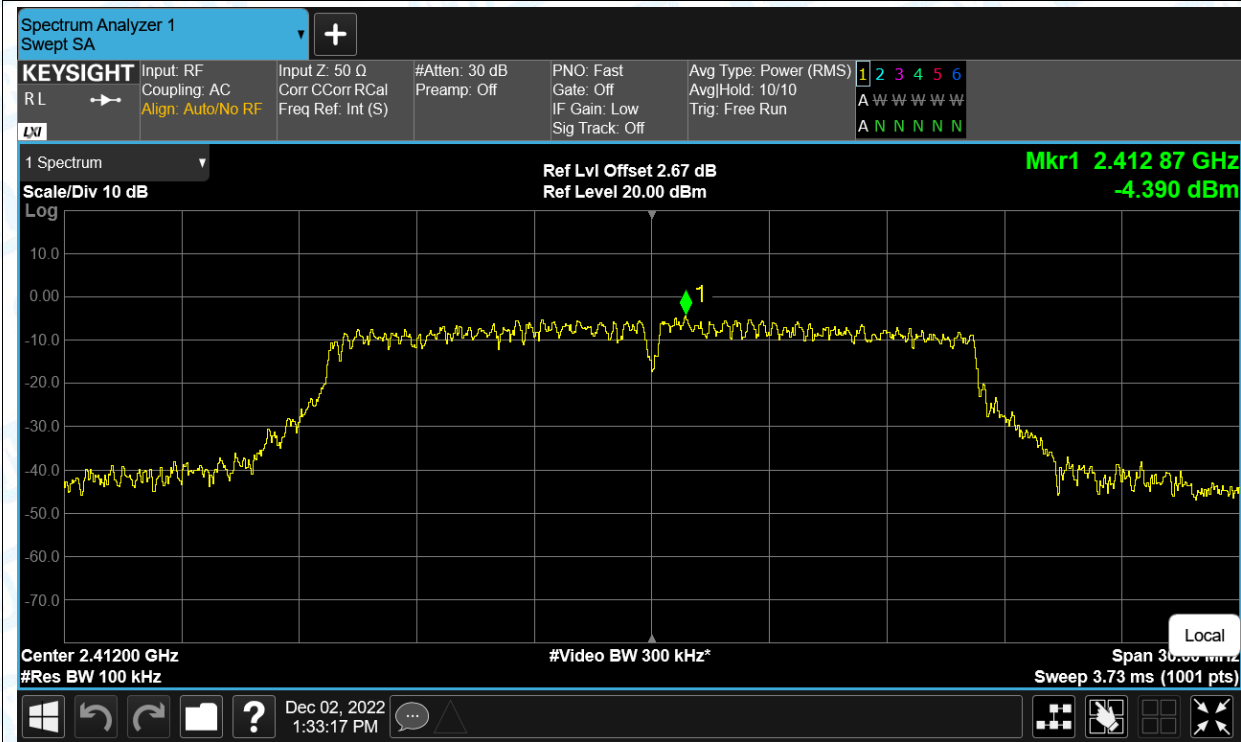 Spectrum Analyzer 1
Swept SA
+
KEYSIGHT
R L
LXI
Input: RF
Coupling: AC
Align: Auto/No RF
Input Z: 50 Ω
Corr CCorr RCal
Freq Ref: Int (S)
#Atten: 30 dB
Preamp: Off
PNO: Fast
Gate: Off
IF Gain: Low
Sig Track: Off
Avg Type: Power (RMS)
Avg|Hold: 10/10
Trig: Free Run
1 2 3 4 5 6
A W W W W W
A N N N N N
1 Spectrum
Scale/Div 10 dB
Log
Ref Lvl Offset 2.67 dB
Ref Level 20.00 dBm
Mkr1 2.412 87 GHz
-4.390 dBm
10.0
0.00
-10.0
-20.0
-30.0
-40.0
-50.0
-60.0
-70.0
1
Local
Center 2.41200 GHz
#Res BW 100 kHz
#Video BW 300 kHz*
Span 30.00 MHz
Sweep 3.73 ms (1001 pts)
?
Dec 02, 2022
1:33:17 PM